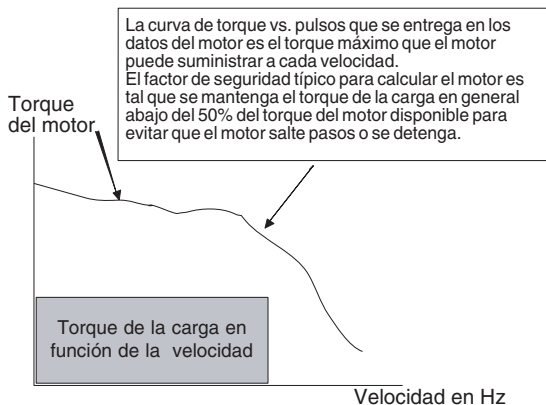 La curva de torque vs. pulsos que se entrega en los
datos del motor es el torque máximo que el motor
puede suministrar a cada velocidad.
El factor de seguridad típico para calcular el motor es
tal que se mantenga el torque de la carga en general
abajo del 50% del torque del motor disponible para
evitar que el motor salte pasos o se detenga.
Torque
del motor
Torque de la carga en
función de la velocidad
Velocidad en Hz